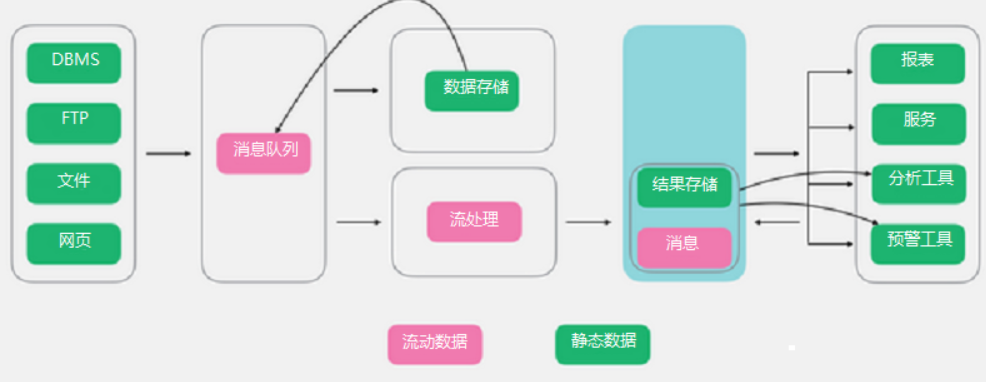 DBMS
FTP
文件
网页
消息队列
数据存储
流处理
结果存储
消息
报表
服务
分析工具
预警工具
流动数据
静态数据